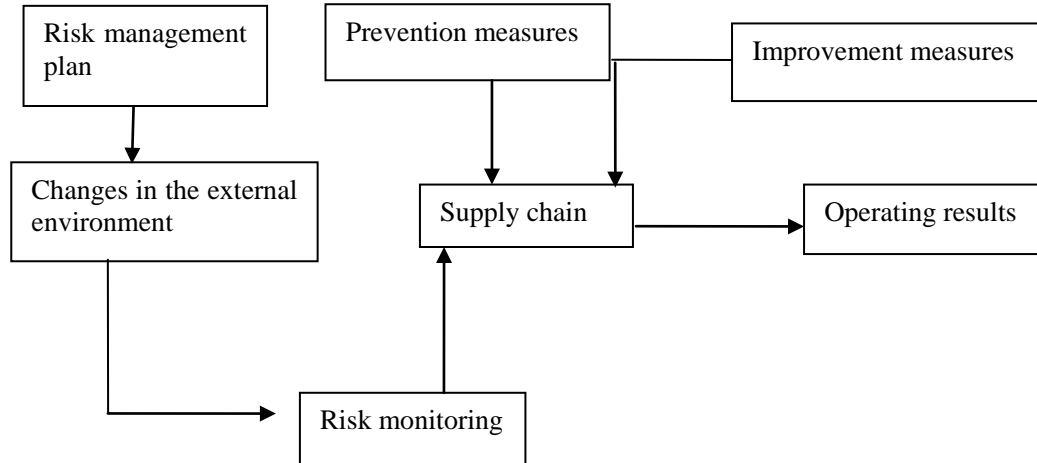 Risk management
plan
Prevention measures
Improvement measures
Changes in the external
environment
Supply chain
Operating results
Risk monitoring